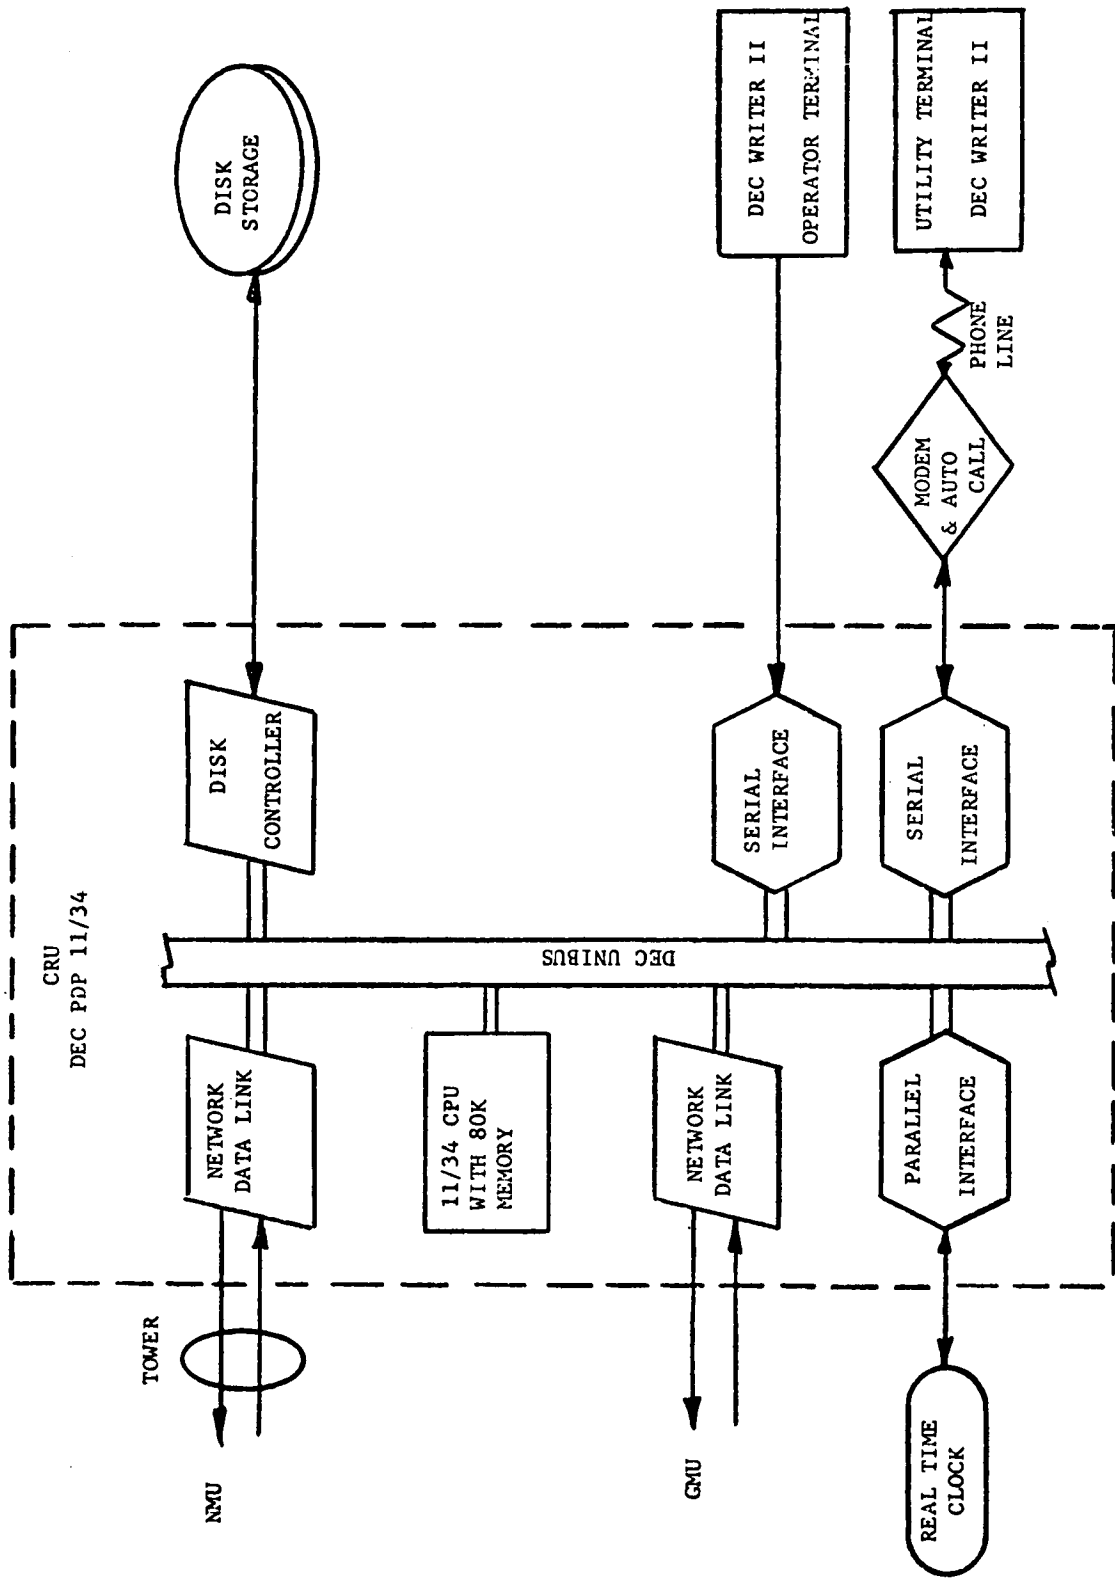 CRU
DEC PDP 11/34
TOWER
NMU
NETWORK
DATA LINK
DISK
CONTROLLER
DISK
STORAGE
11/34 CPU
WITH 80K
MEMORY
DEC UNIBUS
GMU
NETWORK
DATA LINK
SERIAL
INTERFACE
DEC WRITER II
OPERATOR TERMINAL
REAL TIME
CLOCK
PARALLEL
INTERFACE
SERIAL
INTERFACE
MODEM
& AUTO
CALL
PHONE
LINE
UTILITY TERMINAL
DEC WRITER II